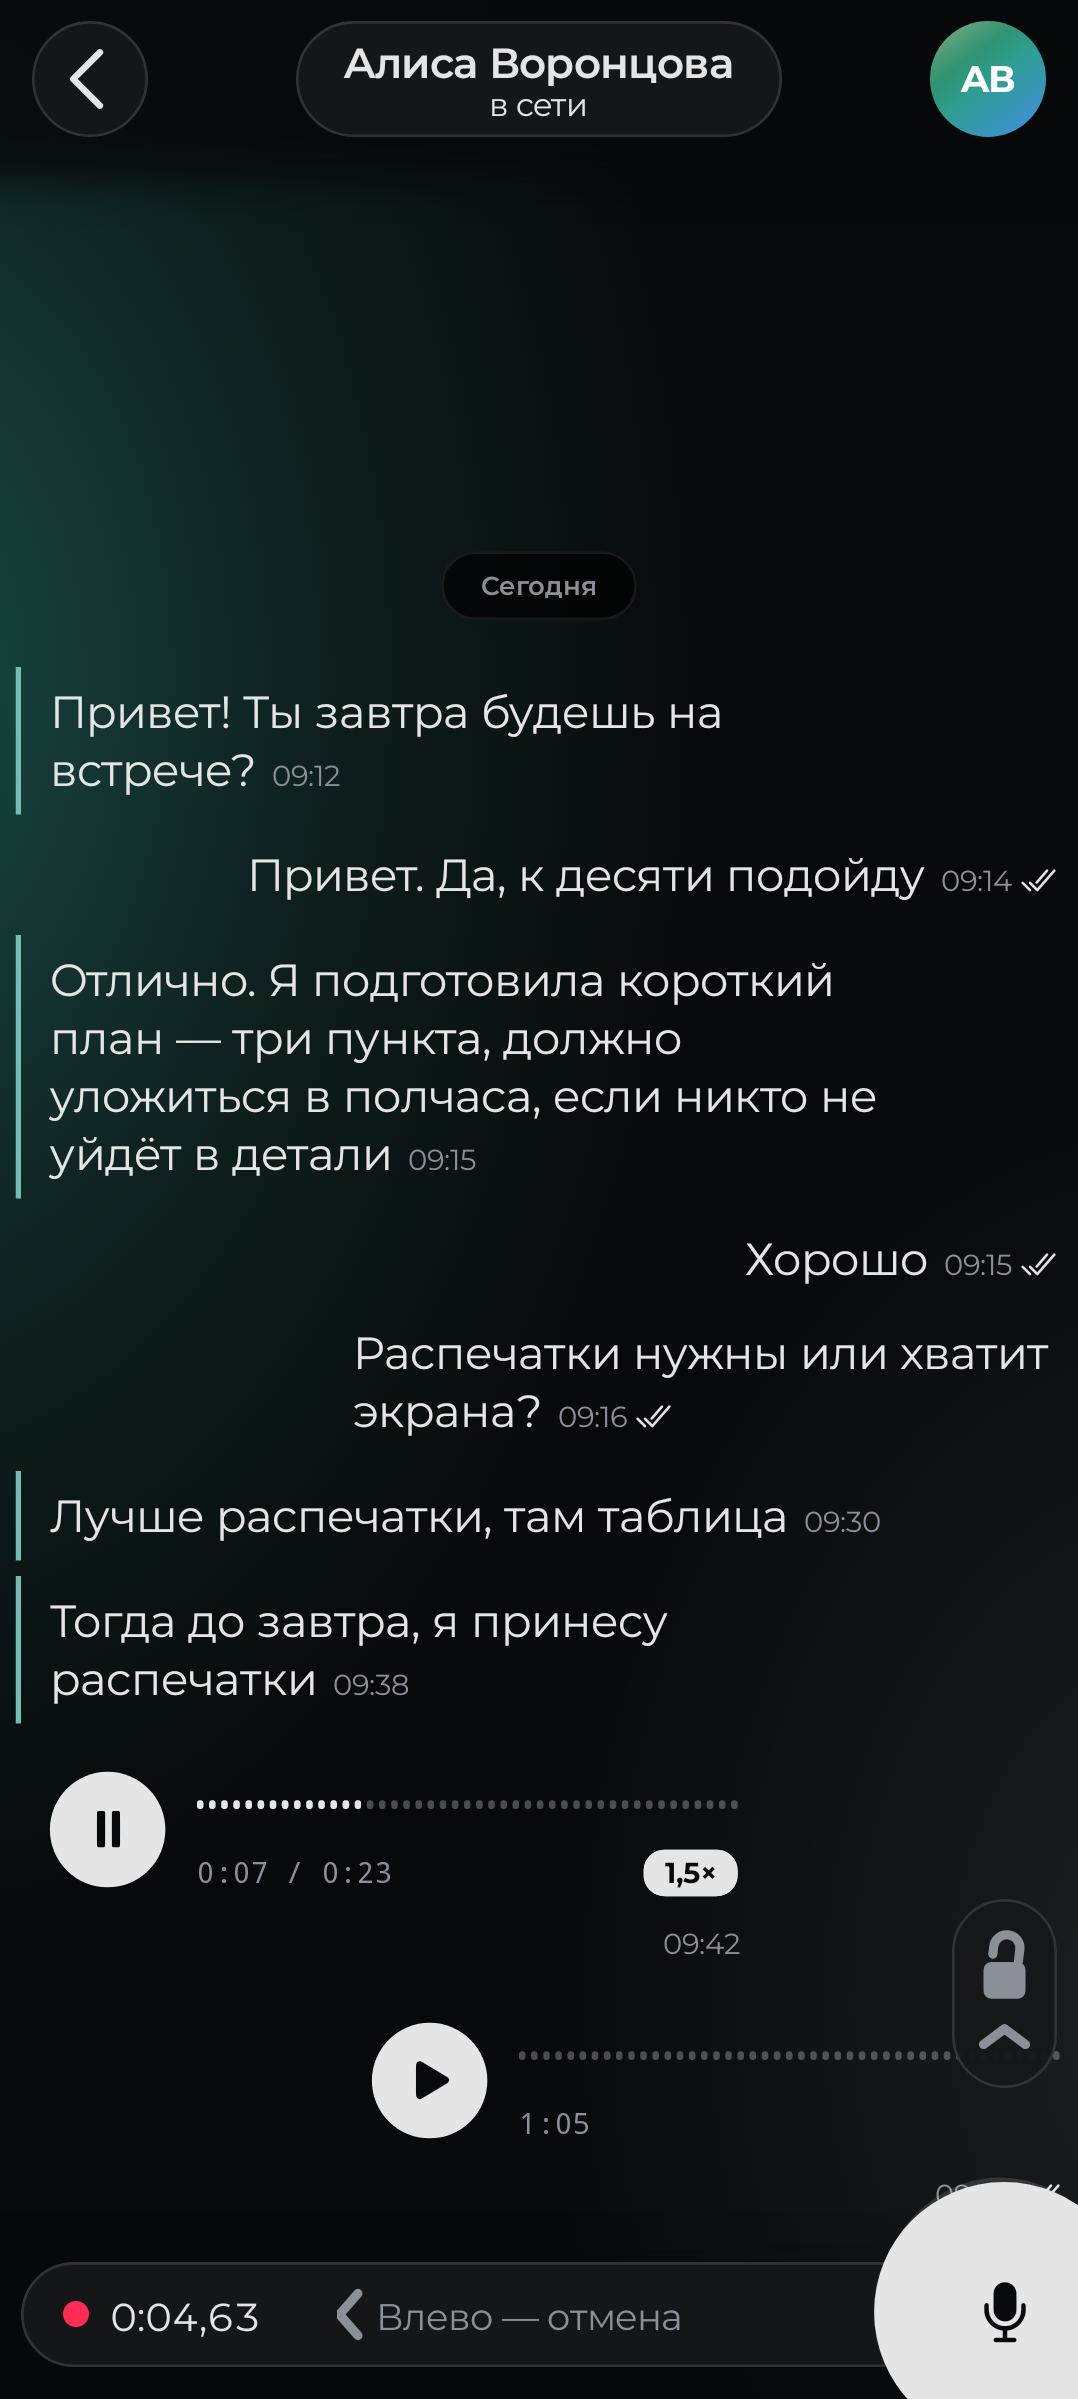 Алиса Воронцова
в сети
АВ
Сегодня
Привет! Ты завтра будешь на
встрече? 09:12
Привет. Да, к десяти подойду 09:14
Отлично. Я подготовила короткий
план — три пункта, должно
уложиться в полчаса, если никто не
уйдёт в детали 09:15
Хорошо 09:15
Распечатки нужны или хватит
экрана? 09:16
Лучше распечатки, там таблица 09:30
Тогда до завтра, я принесу
распечатки 09:38
0:07 / 0:23
1,5×
09:42
1:05
0:04,63
Влево — отмена